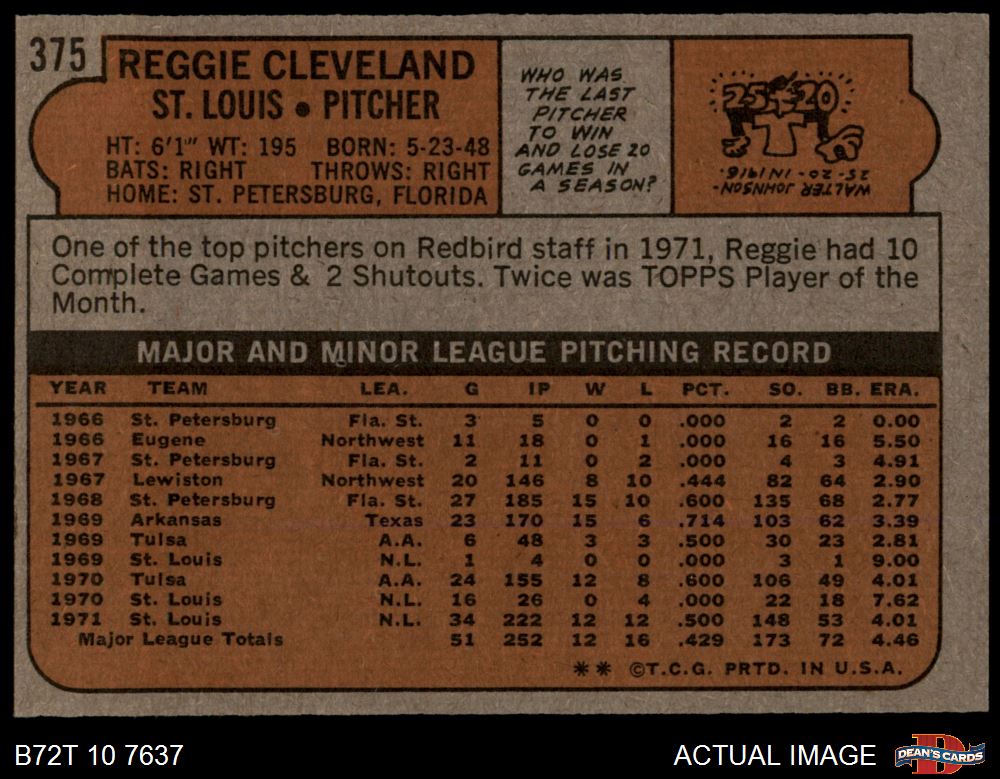 375
REGGIE CLEVELAND
ST. LOUIS • PITCHER
HT: 6'1" WT: 195 BORN: 5-23-48
BATS: RIGHT THROWS: RIGHT
HOME: ST. PETERSBURG, FLORIDA
WHO WAS
THE LAST
PITCHER
TO WIN
AND LOSE 20
GAMES IN
A SEASON?
25-20
WALTER JOHNSON
25-20-IN 1916.
One of the top pitchers on Redbird staff in 1971, Reggie had 10
Complete Games & 2 Shutouts. Twice was TOPPS Player of the
Month.
MAJOR AND MINOR LEAGUE PITCHING RECORD
YEAR TEAM LEA. G IP W L PCT. SO. BB. ERA.
1966 St. Petersburg Fla. St. 3 5 0 0 .000 2 2 0.00
1966 Eugene Northwest 11 18 0 1 .000 16 16 5.50
1967 St. Petersburg Fla. St. 2 11 0 2 .000 4 3 4.91
1967 Lewiston Northwest 20 146 8 10 .444 82 64 2.90
1968 St. Petersburg Fla. St. 27 185 15 10 .600 135 68 2.77
1969 Arkansas Texas 23 170 15 6 .714 103 62 3.39
1969 Tulsa A.A. 6 48 3 3 .500 30 23 2.81
1969 St. Louis N.L. 1 4 0 0 .000 3 1 9.00
1970 Tulsa A.A. 24 155 12 8 .600 106 49 4.01
1970 St. Louis N.L. 16 26 0 4 .000 22 18 7.62
1971 St. Louis N.L. 34 222 12 12 .500 148 53 4.01
Major League Totals 51 252 12 16 .429 173 72 4.46
** ©T.C.G. PRTD. IN U.S.A.
B72T 10 7637
ACTUAL IMAGE
D
DEAN'S CARDS